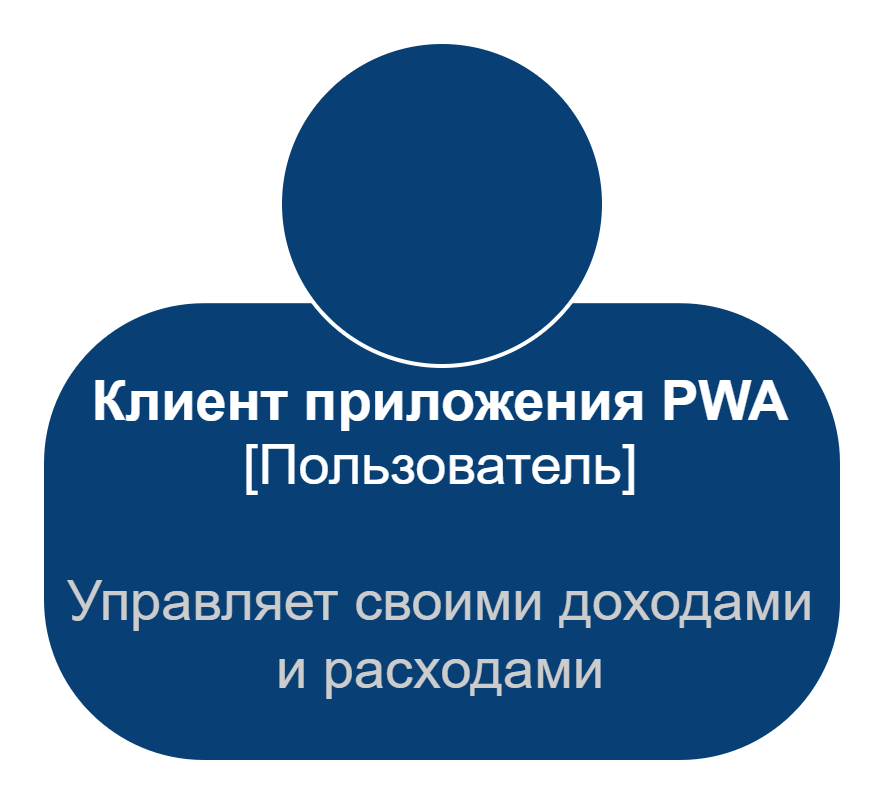 Клиент приложения PWA
[Пользователь]
Управляет своими доходами
и расходами